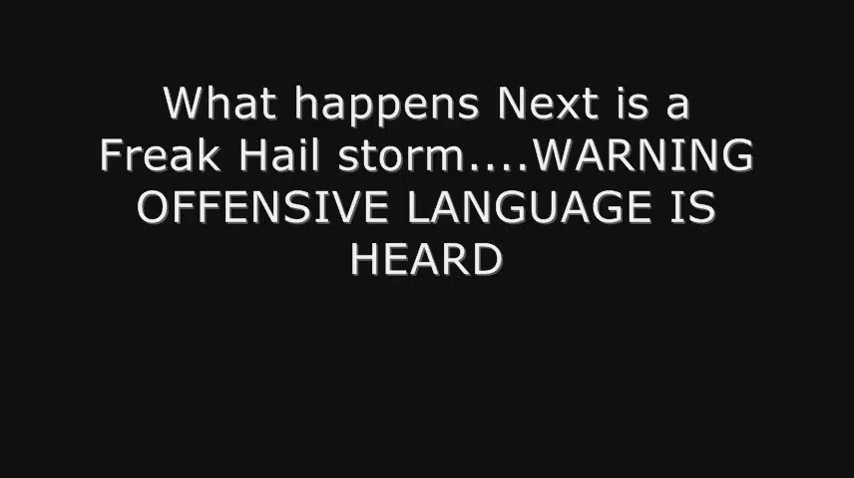 What happens Next is a
Freak Hail storm....WARNING
OFFENSIVE LANGUAGE IS
HEARD